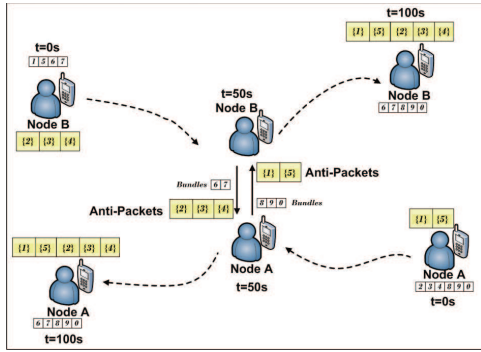 t=0s
1 5 6 7
Node B
{2} {3} {4}
t=50s
Node B
t=100s
{1} {5} {2} {3} {4}
Node B
6 7 8 9 0
Bundles 6 7
{1} {5} Anti-Packets
Anti-Packets {2} {3} {4}
8 9 0 Bundles
Node A
t=50s
{1} {5}
Node A
2 3 4 8 9 0
t=0s
{1} {5} {2} {3} {4}
Node A
6 7 8 9 0
t=100s